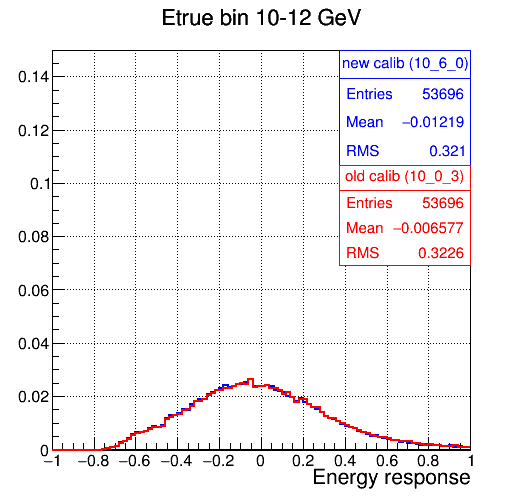 Etrue bin 10-12 GeV
new calib (10_6_0)
Entries 53696
Mean −0.01219
RMS 0.321
old calib (10_0_3)
Entries 53696
Mean −0.006577
RMS 0.3226
0.14
0.12
0.1
0.08
0.06
0.04
0.02
0
−1 −0.8 −0.6 −0.4 −0.2 0 0.2 0.4 0.6 0.8 1
Energy response